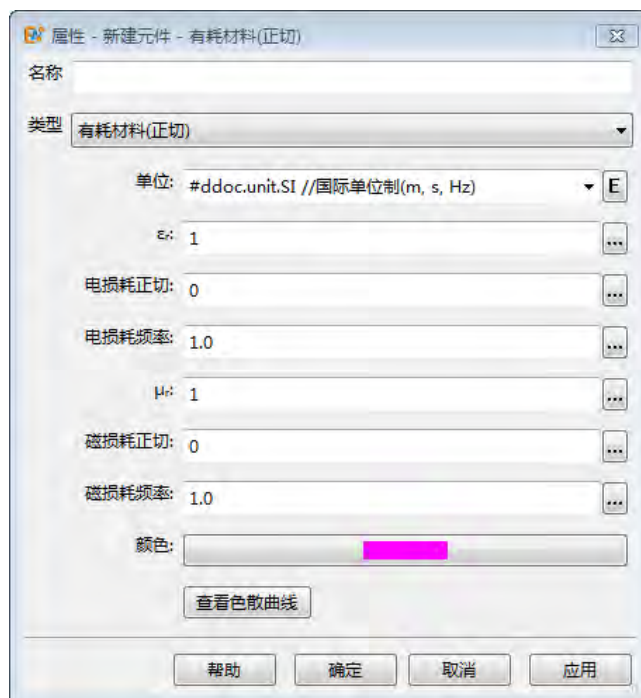 属性 - 新建元件 - 有耗材料(正切)
名称
类型 有耗材料(正切)
单位: #ddoc.unit.SI //国际单位制(m, s, Hz) E
εᵣ: 1 ...
电损耗正切: 0 ...
电损耗频率: 1.0 ...
μᵣ: 1 ...
磁损耗正切: 0 ...
磁损耗频率: 1.0 ...
颜色:
查看色散曲线
帮助 确定 取消 应用